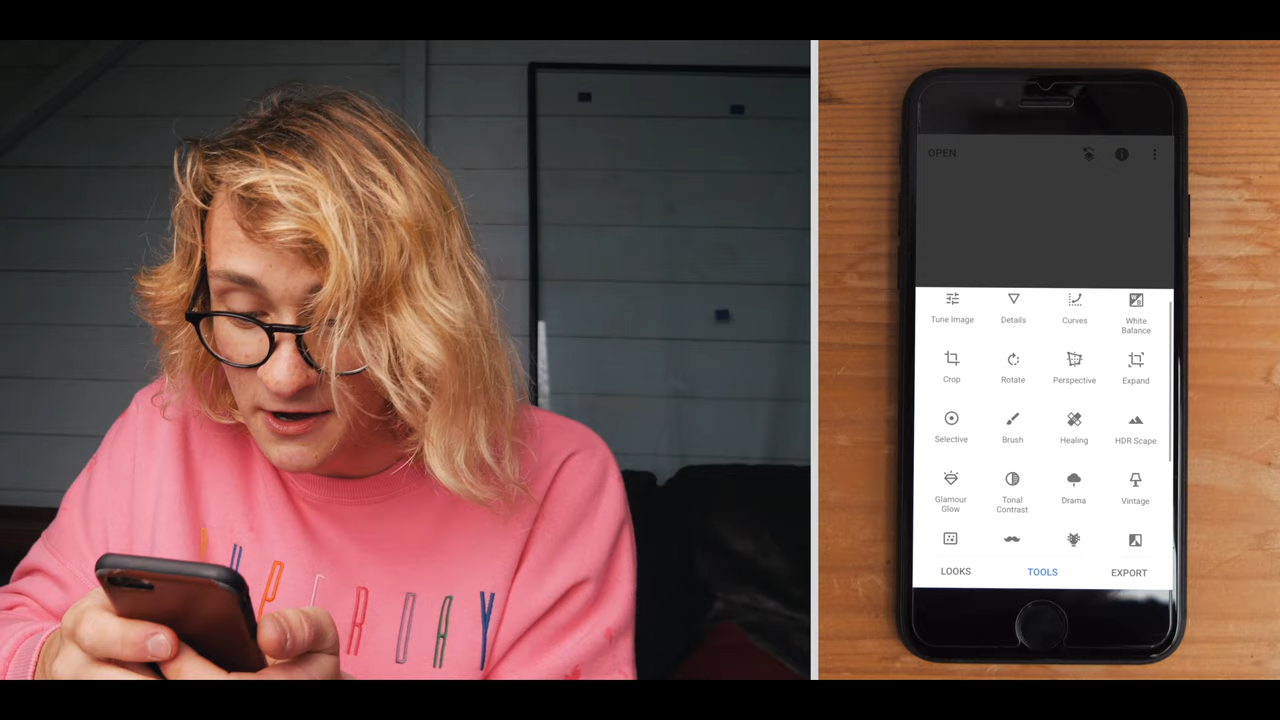 OPEN
Tune Image
Details
Curves
White
Balance
Crop
Rotate
Perspective
Expand
Selective
Brush
Healing
HDR Scape
Glamour
Glow
Tonal
Contrast
Drama
Vintage
LOOKS
TOOLS
EXPORT